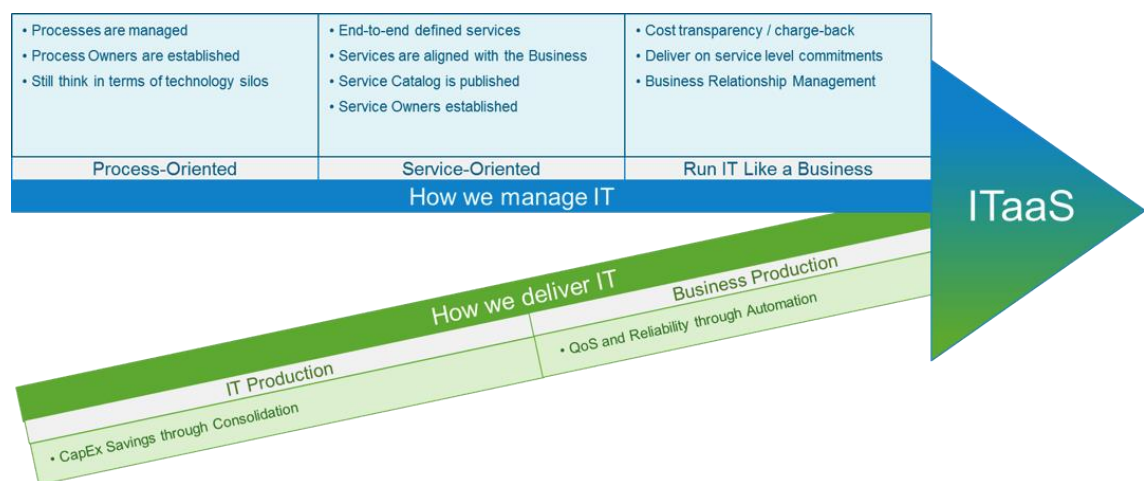 • Processes are managed
• Process Owners are established
• Still think in terms of technology silos
Process-Oriented
• End-to-end defined services
• Services are aligned with the Business
• Service Catalog is published
• Service Owners established
Service-Oriented
• Cost transparency / charge-back
• Deliver on service level commitments
• Business Relationship Management
Run IT Like a Business
How we manage IT
ITaaS
How we deliver IT
IT Production
• CapEx Savings through Consolidation
Business Production
• QoS and Reliability through Automation